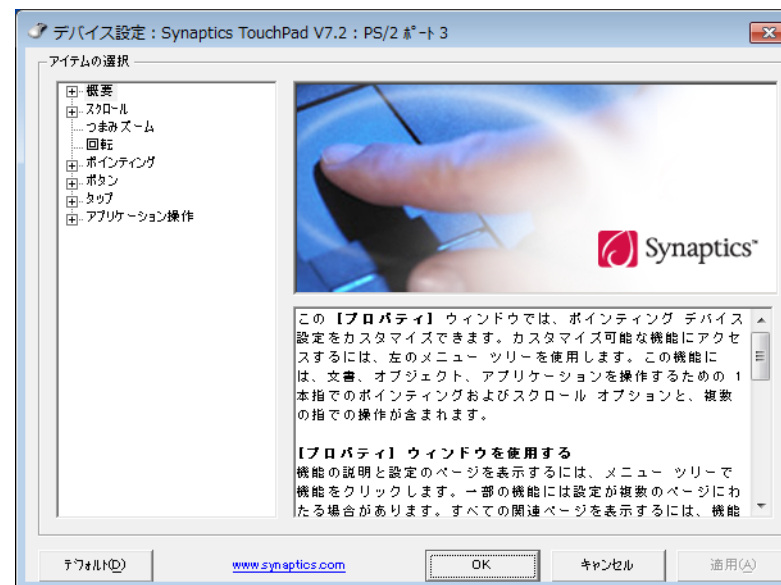 デバイス設定：Synaptics TouchPad V7.2：PS/2 ﾎﾟｰﾄ 3
アイテムの選択
概要
ｽｸﾛｰﾙ
つまみズーム
回転
ポインティング
ボタン
タップ
アプリケーション操作
Synaptics™
この【プロパティ】ウィンドウでは、ポインティング デバイス
設定をカスタマイズできます。カスタマイズ可能な機能にアクセ
スするには、左のメニュー ツリーを使用します。この機能に
は、文書、オブジェクト、アプリケーションを操作するための 1
本指でのポインティングおよびスクロール オプションと、複数
の指での操作が含まれます。
【プロパティ】ウィンドウを使用する
機能の説明と設定のページを表示するには、メニュー ツリーで
機能をクリックします。一部の機能には設定が複数のページにわ
たる場合があります。すべての関連ページを表示するには、機能
ﾃﾞﾌｫﾙﾄ(D)
www.synaptics.com
OK
ｷｬﾝｾﾙ
適用(A)